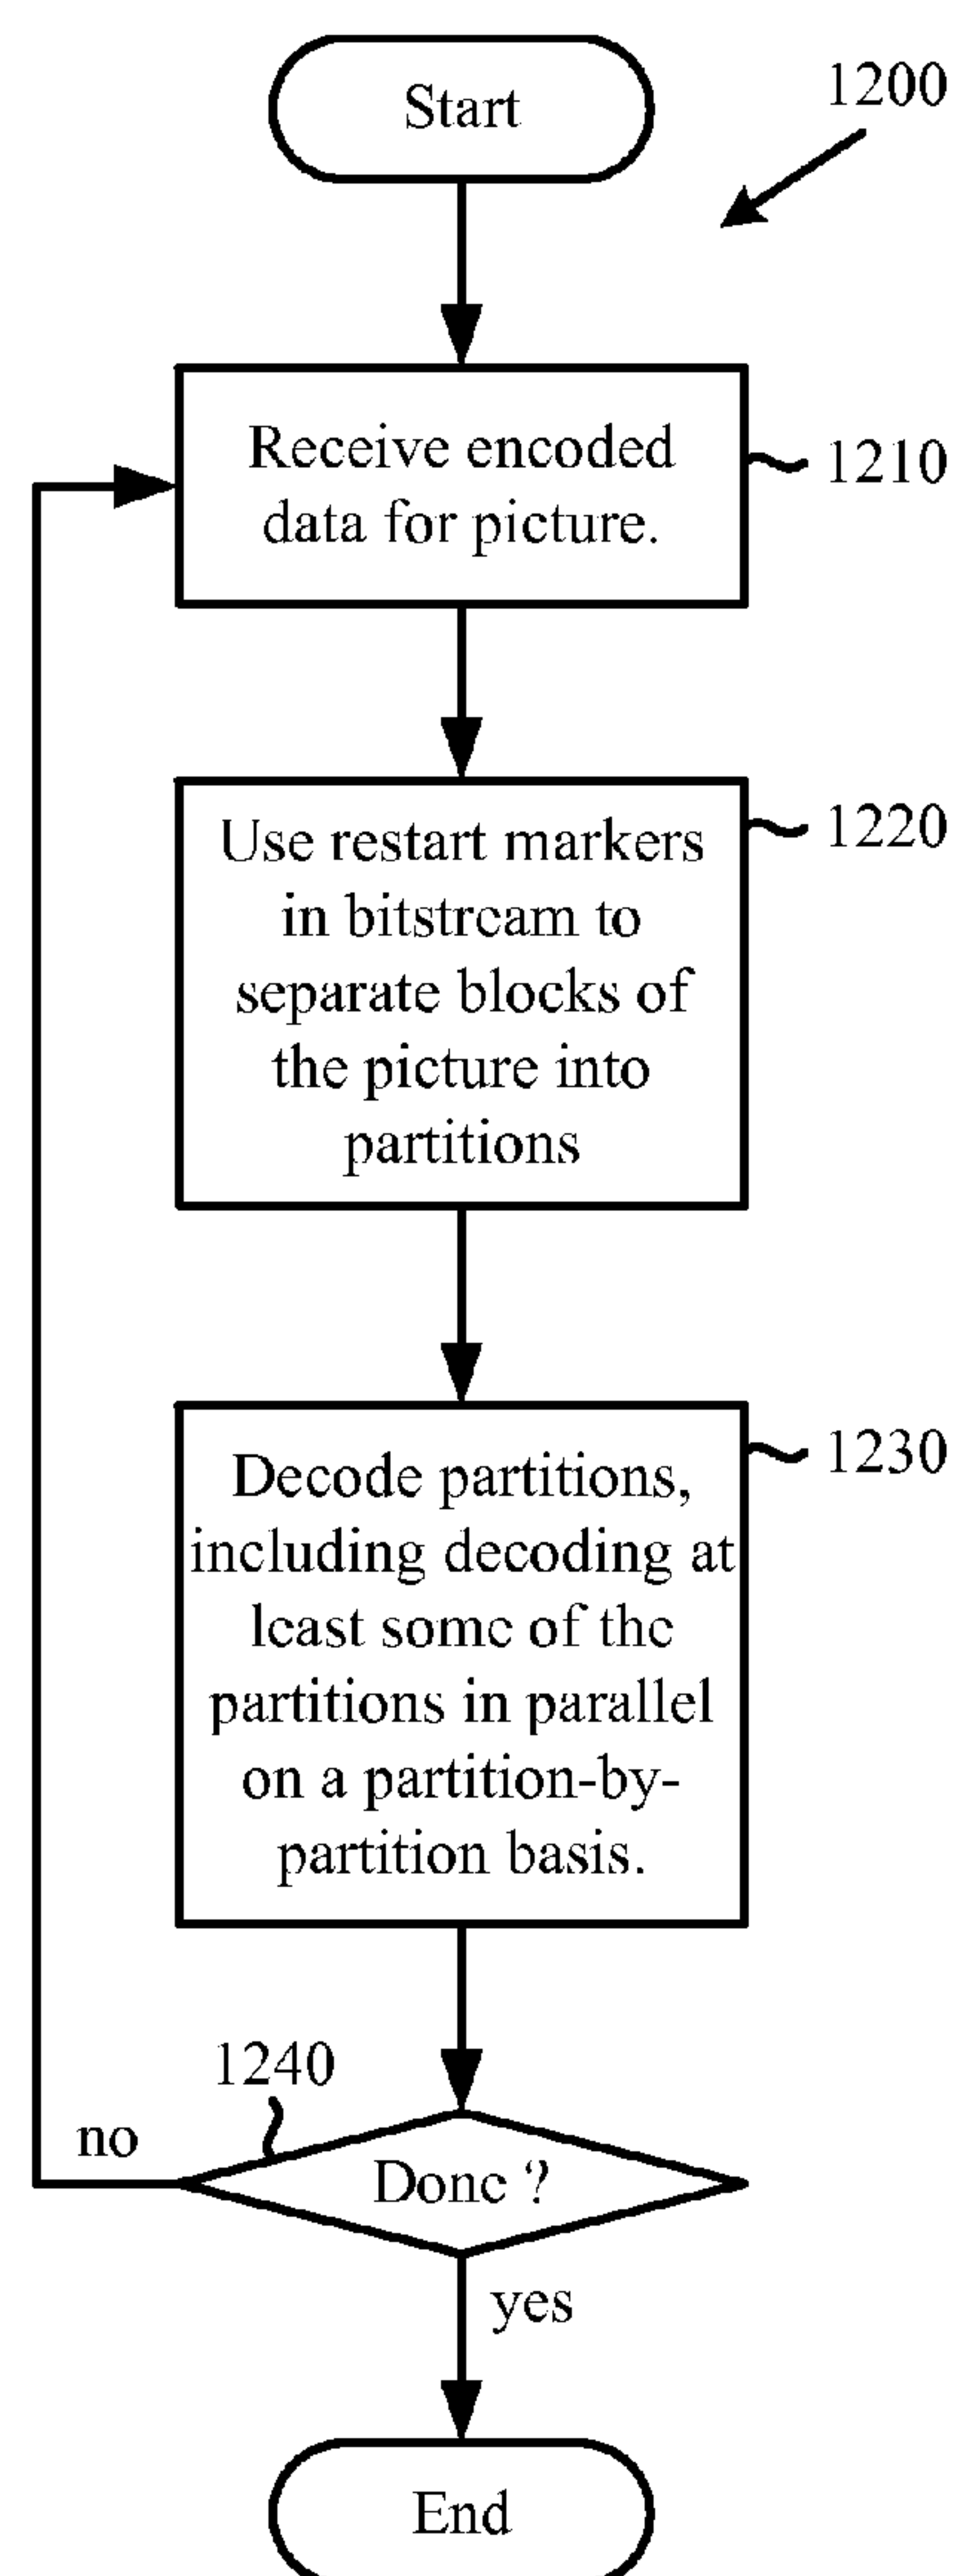 Start
1200
Receive encoded
data for picture.
1210
Use restart markers
in bitstream to
separate blocks of
the picture into
partitions
1220
Decode partitions,
including decoding at
least some of the
partitions in parallel
on a partition-by-
partition basis.
1230
1240
no
Done ?
yes
End